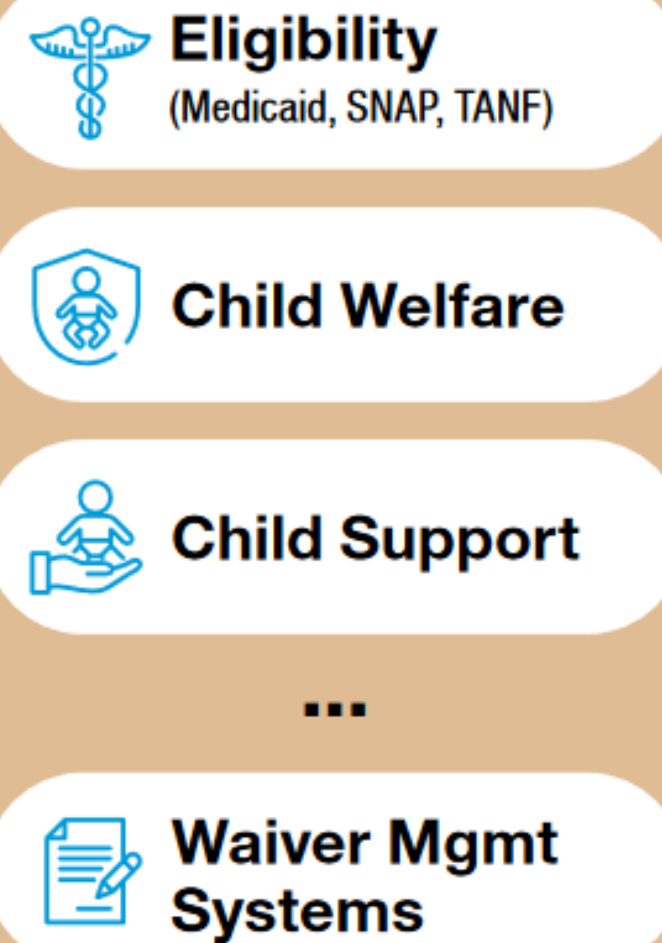 Eligibility
(Medicaid, SNAP, TANF)
Child Welfare
Child Support
...
Waiver Mgmt
Systems